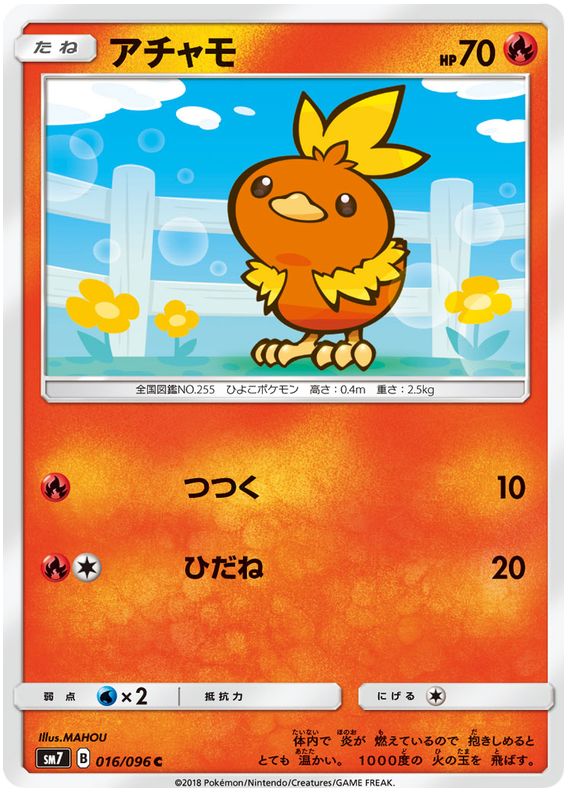 たね アチャモ HP70
全国図鑑NO.255 ひよこポケモン 高さ:0.4m 重さ:2.5kg
つつく 10
ひだね 20
弱点 ×2 抵抗力 にげる
Illus.MAHOU
SM7 B 016/096 C
体内で 炎が 燃えているので 抱きしめると
とても 温かい。 1000度の 火の玉を 飛ばす。
©2018 Pokémon/Nintendo/Creatures/GAME FREAK.